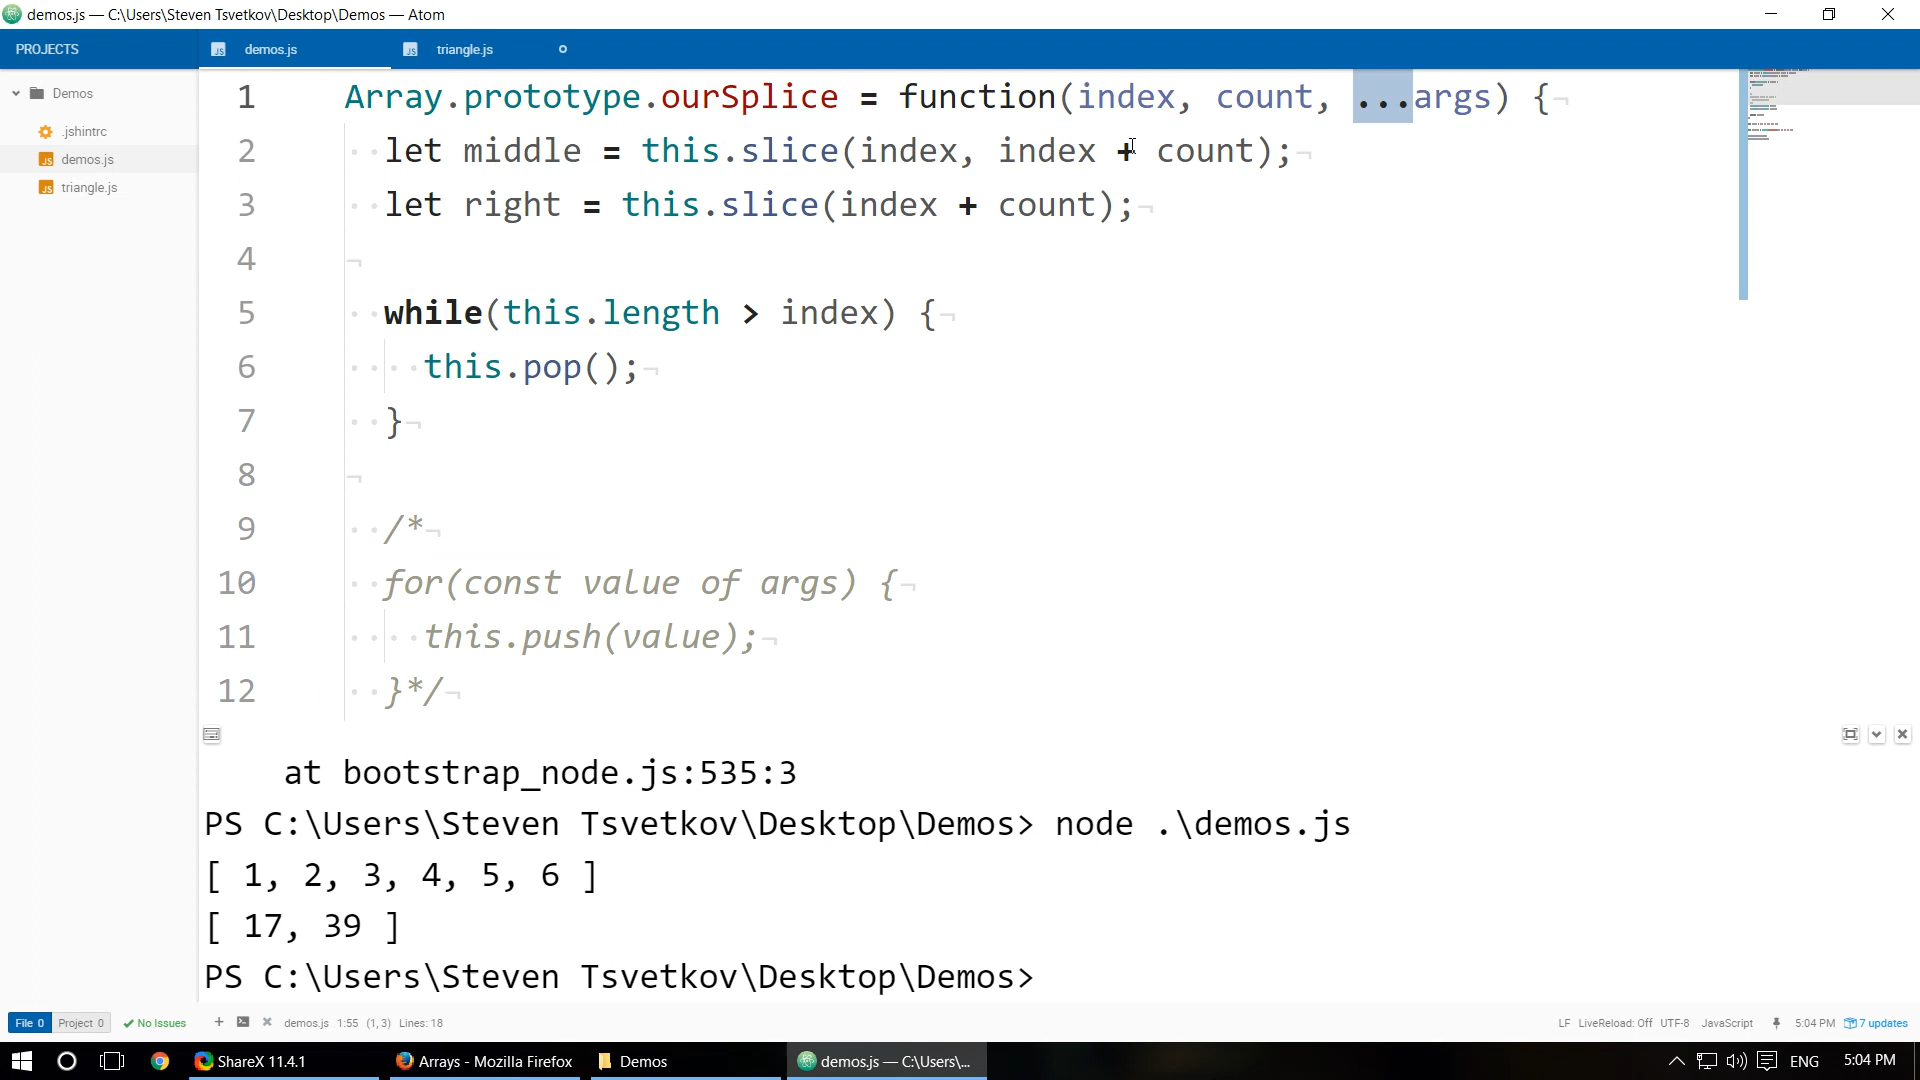 demos.js — C:\Users\Steven Tsvetkov\Desktop\Demos — Atom
PROJECTS
demos.js
triangle.js
Demos
.jshintrc
demos.js
triangle.js
1 Array.prototype.ourSplice = function(index, count, ...args) {
2 let middle = this.slice(index, index + count);
3 let right = this.slice(index + count);
4
5 while(this.length > index) {
6 this.pop();
7 }
8
9 /*
10 for(const value of args) {
11 this.push(value);
12 }*/
at bootstrap_node.js:535:3
PS C:\Users\Steven Tsvetkov\Desktop\Demos> node .\demos.js
[ 1, 2, 3, 4, 5, 6 ]
[ 17, 39 ]
PS C:\Users\Steven Tsvetkov\Desktop\Demos>
File 0 Project 0 No Issues demos.js 1:55 (1, 3) Lines: 18 LF LiveReload: Off UTF-8 JavaScript 5:04 PM 7 updates
ShareX 11.4.1 Arrays - Mozilla Firefox Demos demos.js — C:\Users\... ENG 5:04 PM